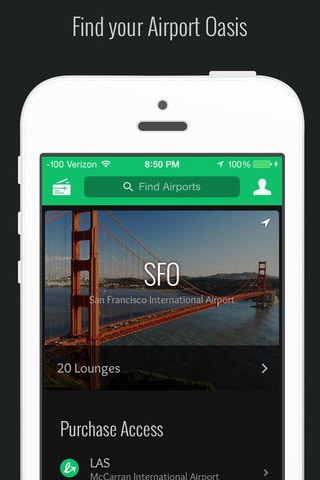 Find your Airport Oasis
-100 Verizon 8:50 PM 100%
Find Airports
SFO
San Francisco International Airport
20 Lounges
Purchase Access
LAS
McCarran International Airport